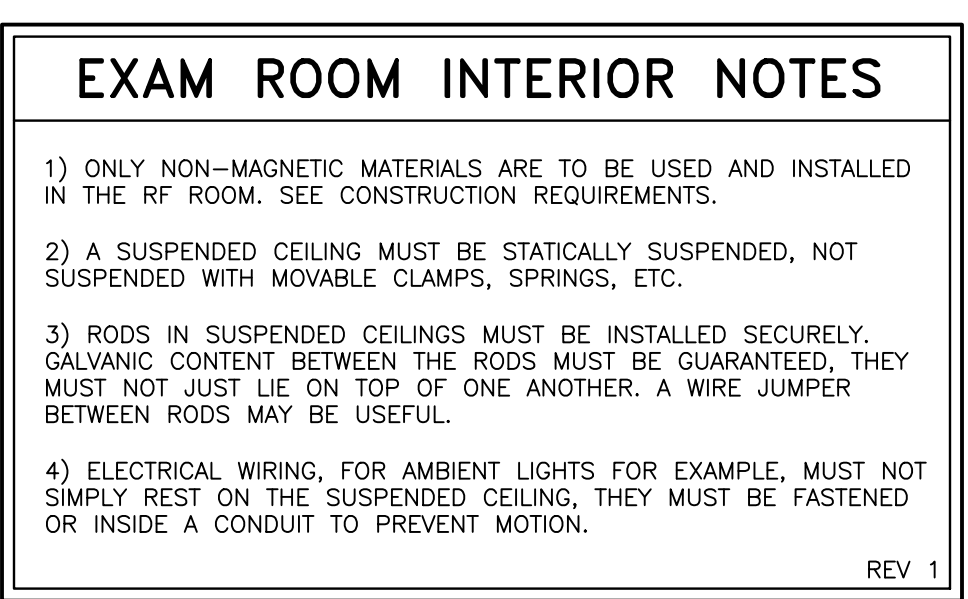 EXAM ROOM INTERIOR NOTES
1) ONLY NON-MAGNETIC MATERIALS ARE TO BE USED AND INSTALLED
IN THE RF ROOM. SEE CONSTRUCTION REQUIREMENTS.
2) A SUSPENDED CEILING MUST BE STATICALLY SUSPENDED, NOT
SUSPENDED WITH MOVABLE CLAMPS, SPRINGS, ETC.
3) RODS IN SUSPENDED CEILINGS MUST BE INSTALLED SECURELY.
GALVANIC CONTENT BETWEEN THE RODS MUST BE GUARANTEED, THEY
MUST NOT JUST LIE ON TOP OF ONE ANOTHER. A WIRE JUMPER
BETWEEN RODS MAY BE USEFUL.
4) ELECTRICAL WIRING, FOR AMBIENT LIGHTS FOR EXAMPLE, MUST NOT
SIMPLY REST ON THE SUSPENDED CEILING, THEY MUST BE FASTENED
OR INSIDE A CONDUIT TO PREVENT MOTION.
REV 1